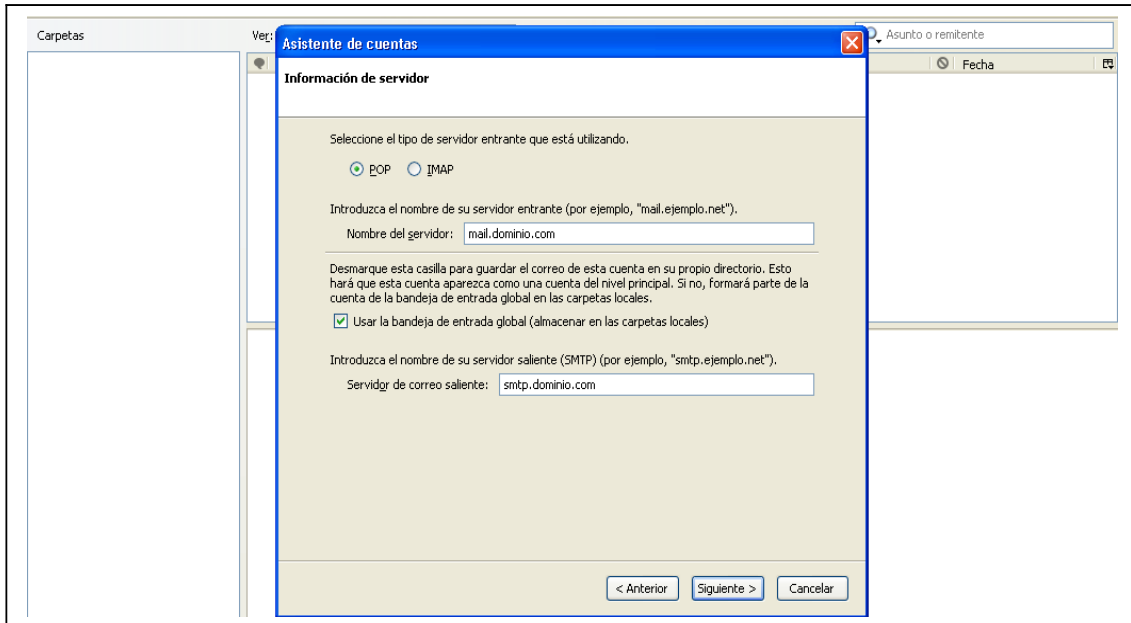 Carpetas
Ver:
Asunto o remitente
Fecha
Asistente de cuentas
Información de servidor
Seleccione el tipo de servidor entrante que está utilizando.
POP IMAP
Introduzca el nombre de su servidor entrante (por ejemplo, "mail.ejemplo.net").
Nombre del servidor: mail.dominio.com
Desmarque esta casilla para guardar el correo de esta cuenta en su propio directorio. Esto
hará que esta cuenta aparezca como una cuenta del nivel principal. Si no, formará parte de la
cuenta de la bandeja de entrada global en las carpetas locales.
Usar la bandeja de entrada global (almacenar en las carpetas locales)
Introduzca el nombre de su servidor saliente (SMTP) (por ejemplo, "smtp.ejemplo.net").
Servidor de correo saliente: smtp.dominio.com
< Anterior Siguiente > Cancelar